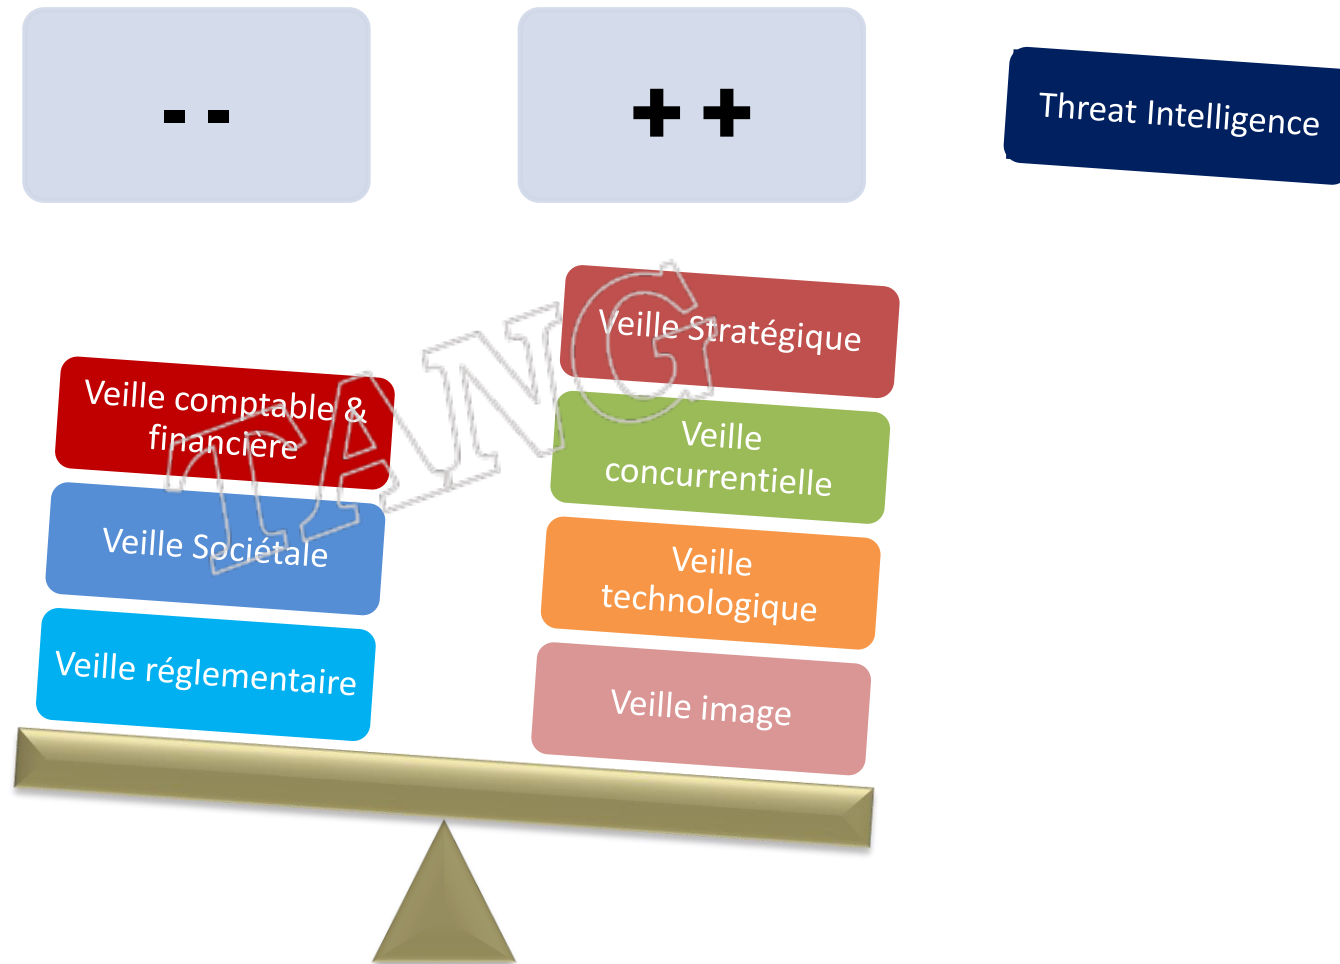 - -
++
Threat Intelligence
Veille Stratégique
Veille comptable &
financière
Veille
concurrentielle
Veille Sociétale
Veille
technologique
Veille réglementaire
Veille image
TANG